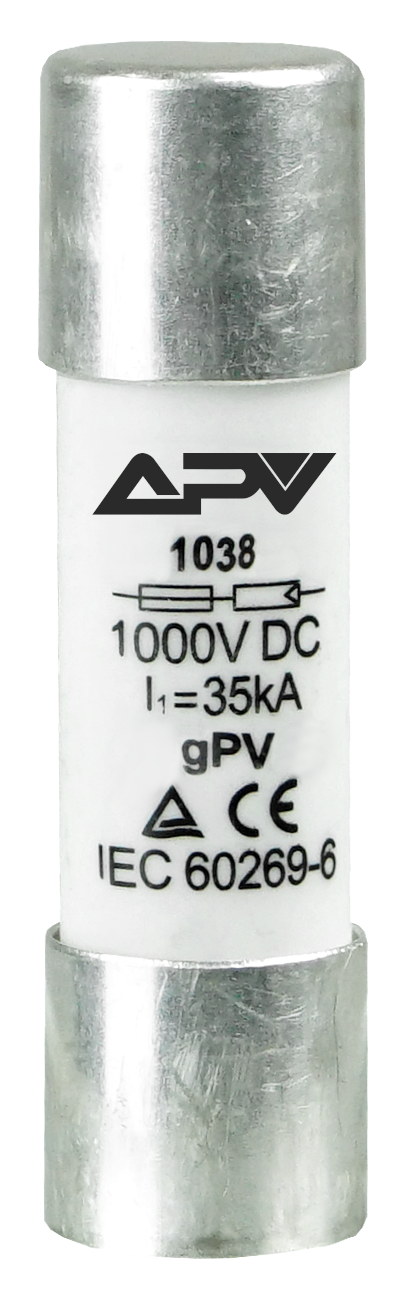 APV
1038
1000V DC
I₁=35kA
gPV
CE
IEC 60269-6